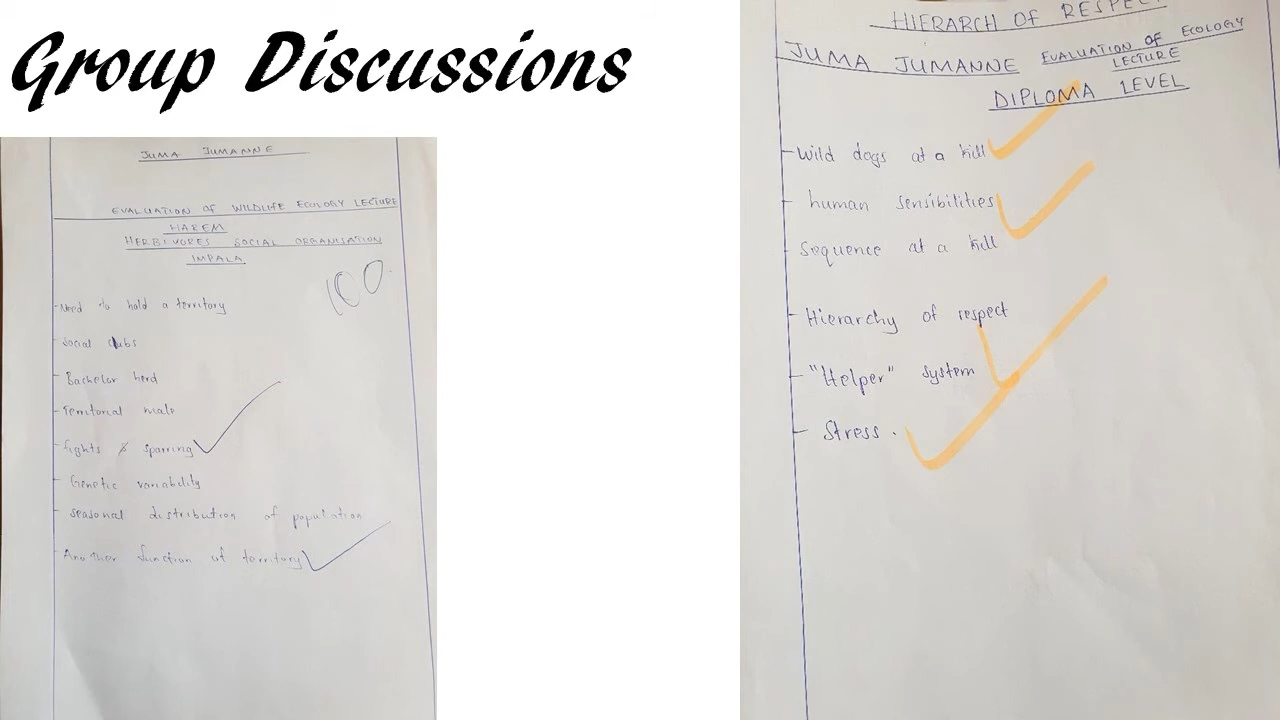 Group Discussions
JUMA JUMANNE
EVALUATION of WILDLIFE ECOLOGY LECTURE
HAREM
HERBIVORES SOCIAL ORGANISATION
IMPALA
100
- Need to hold a territory
- Social clubs
- Bachelor herd
- Territorial male
- fights & sparring
- Genetic variability
- seasonal distribution of population
- Another function of territory
HIERARCH OF RESPECT
JUMA JUMANNE EVALUATION OF ECOLOGY
LECTURE
DIPLOMA LEVEL
- Wild dogs at a kill
- human sensibilities
- Sequence at a kill
- Hierarchy of respect
- "Helper" system
- Stress.